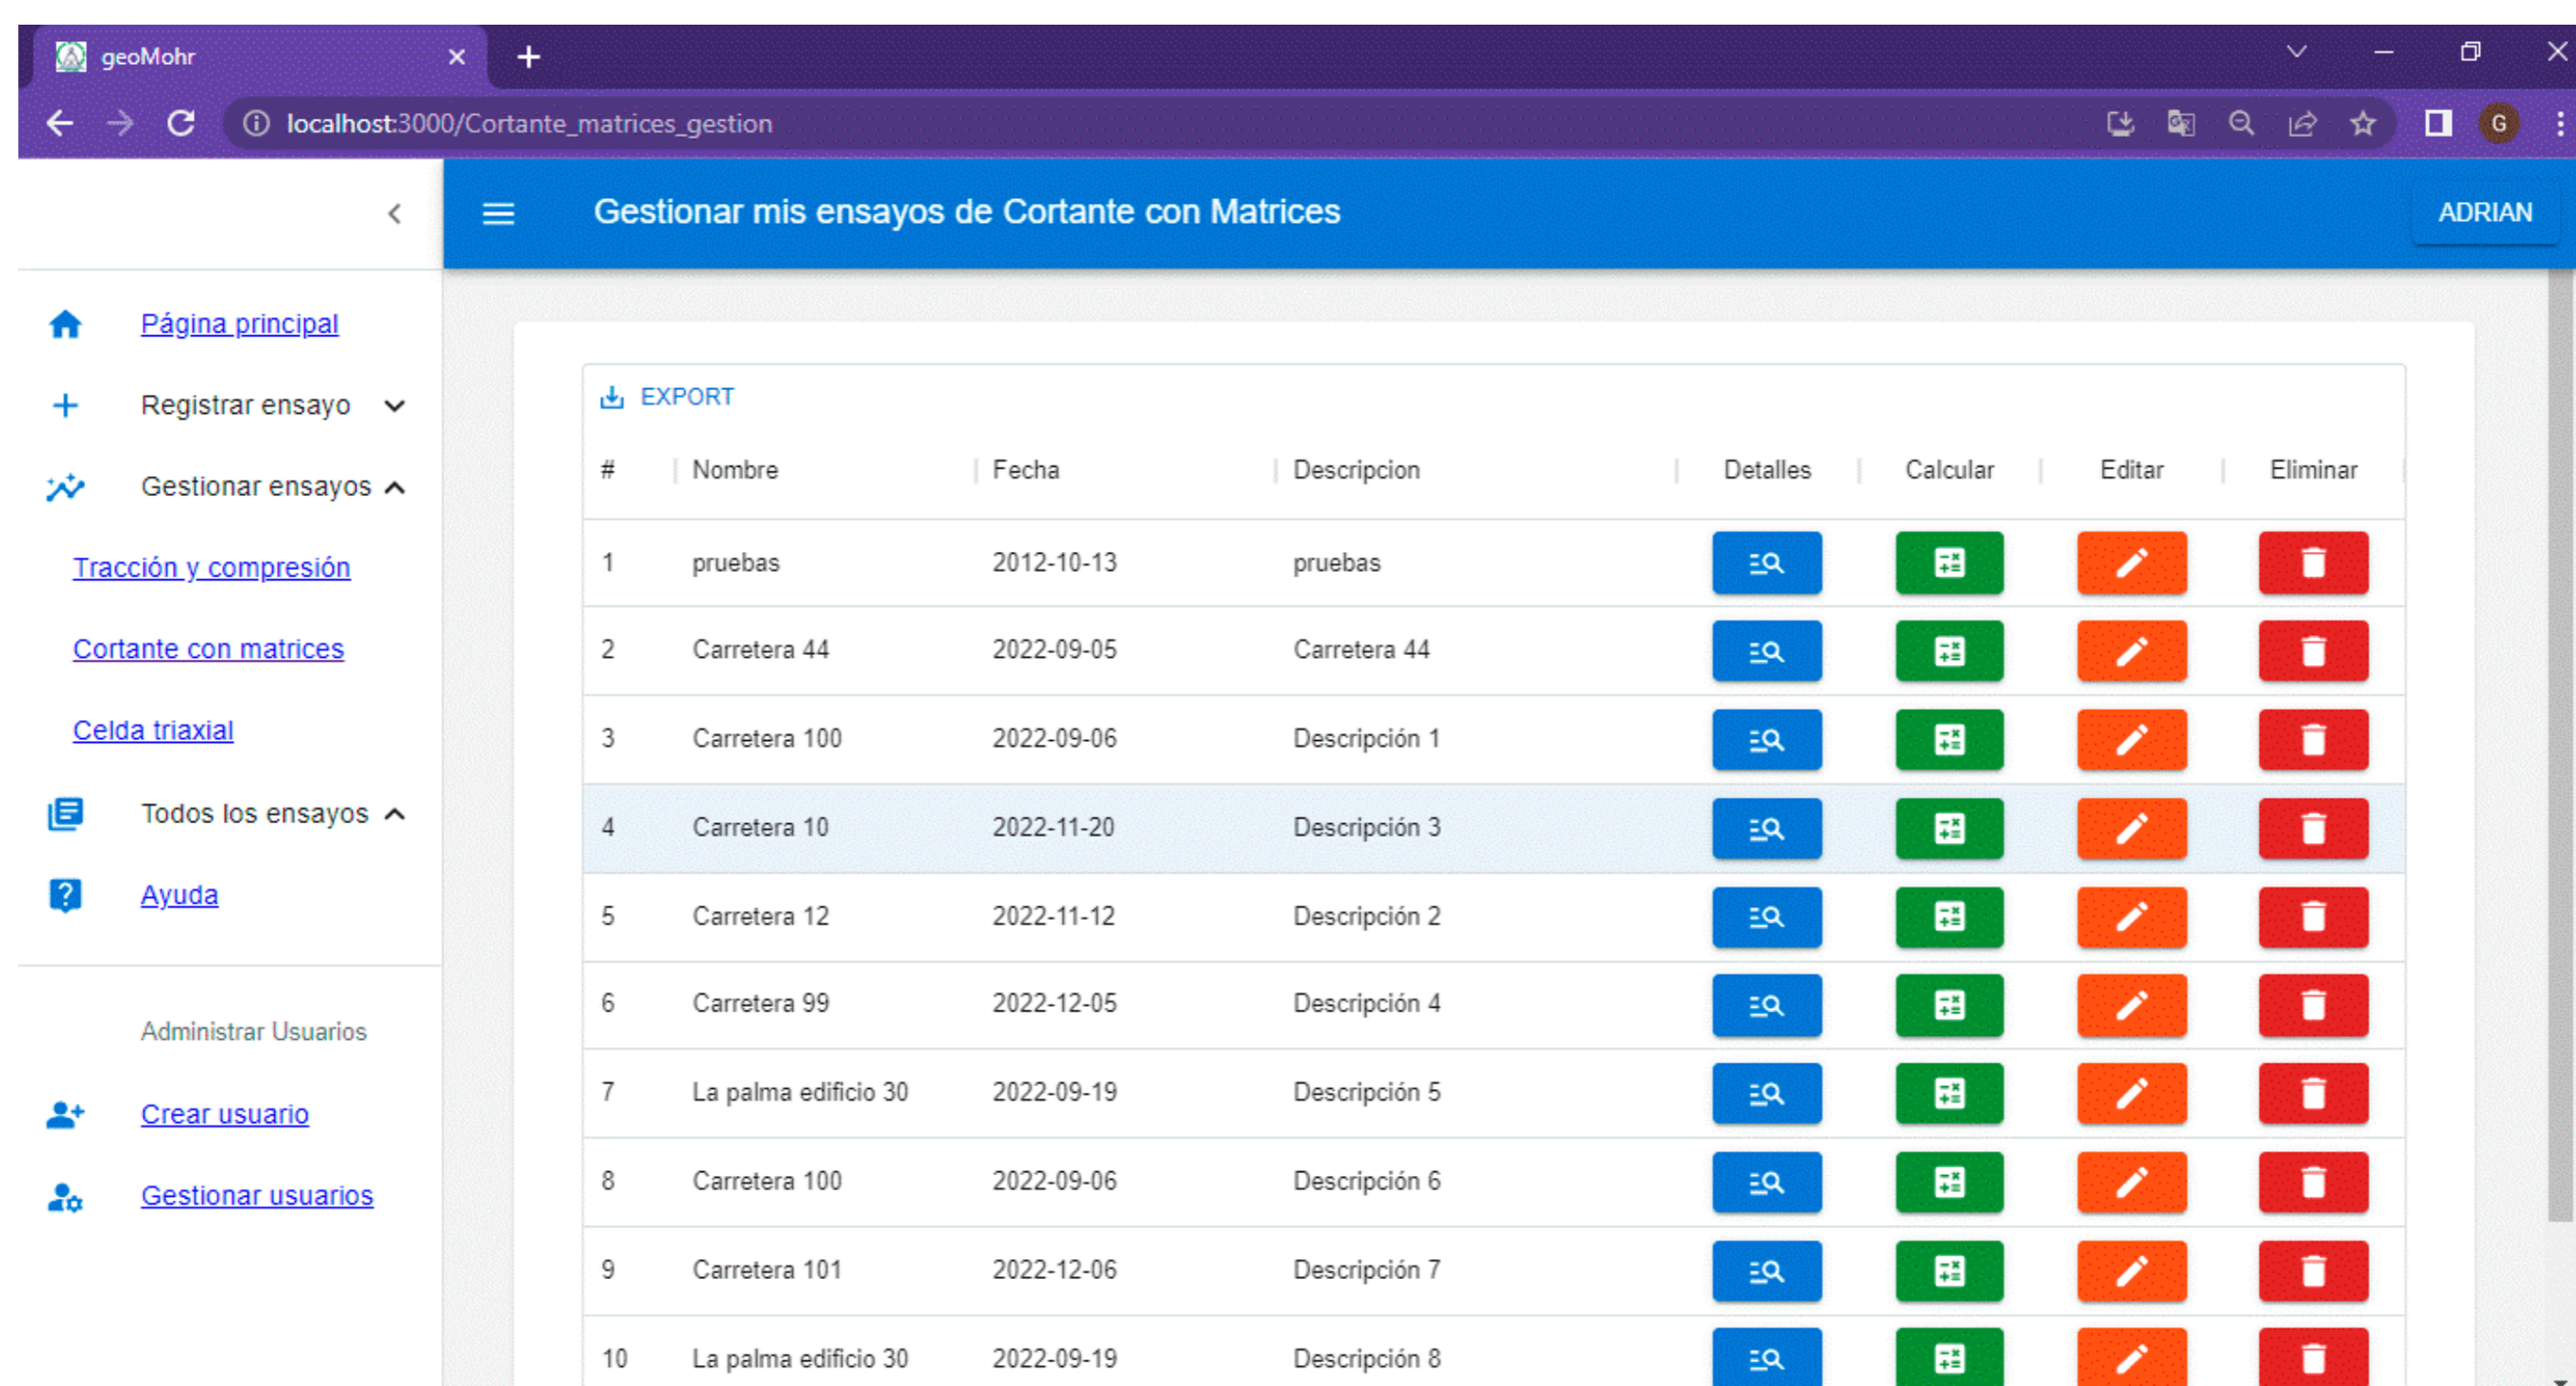 geoMohr
localhost:3000/Cortante_matrices_gestion
G
Gestionar mis ensayos de Cortante con Matrices
ADRIAN
Página principal
Registrar ensayo
Gestionar ensayos
Tracción y compresión
Cortante con matrices
Celda triaxial
Todos los ensayos
Ayuda
Administrar Usuarios
Crear usuario
Gestionar usuarios
EXPORT
# Nombre Fecha Descripcion Detalles Calcular Editar Eliminar
1 pruebas 2012-10-13 pruebas
2 Carretera 44 2022-09-05 Carretera 44
3 Carretera 100 2022-09-06 Descripción 1
4 Carretera 10 2022-11-20 Descripción 3
5 Carretera 12 2022-11-12 Descripción 2
6 Carretera 99 2022-12-05 Descripción 4
7 La palma edificio 30 2022-09-19 Descripción 5
8 Carretera 100 2022-09-06 Descripción 6
9 Carretera 101 2022-12-06 Descripción 7
10 La palma edificio 30 2022-09-19 Descripción 8